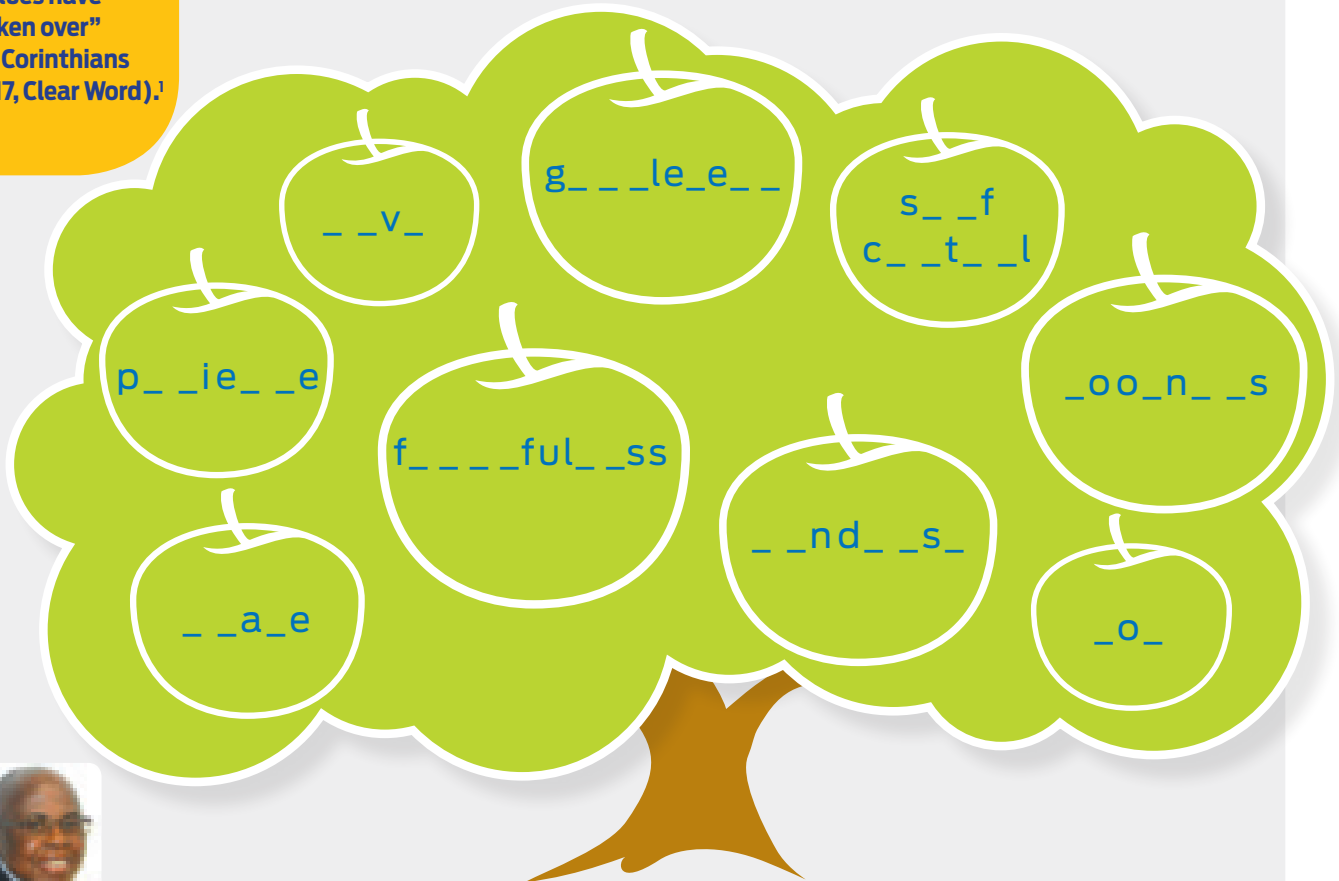 ken over”
Corinthians
17, Clear Word).¹
g_ _ _le_e_ _
_ _v_
s_ _f
c_ _t_ _l
p_ _ie_ _e
_oo_n_ _s
f_ _ _ _ful_ _ss
_ _nd_ _s_
_ _a_e
_o_